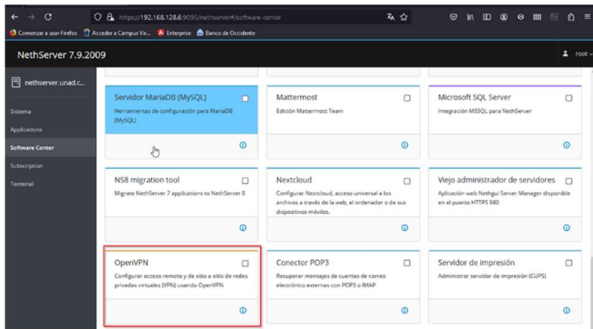 https://192.168.128.6:9090/nethserver#/software-center
Comenzar a usar Firefox
Acceder a Campus Vir...
Enterprise
Banco de Occidente
NethServer 7.9.2009
root
nethserver.unad.c...
Sistema
Applications
Software Center
Subscription
Terminal
Servidor MariaDB (MySQL)
Herramientas de configuración para MariaDB
(MySQL)
Mattermost
Edición Mattermost Team
Microsoft SQL Server
Integración MSSQL para NethServer
NS8 migration tool
Migrate NethServer 7 applications to NethServer 8
Nextcloud
Configurar Nextcloud, acceso universal a los
archivos a través de la web, el ordenador o de sus
dispositivos móviles.
Viejo administrador de servidores
Aplicación web Nethgui Server Manager disponible
en el puerto HTTPS 980
OpenVPN
Configurar acceso remoto y de sitio a sitio de redes
privadas virtuales (VPN) usando OpenVPN
Conector POP3
Recuperar mensajes de cuentas de correo
electrónico externas con POP3 o IMAP
Servidor de impresión
Administrar servidor de impresión (CUPS)